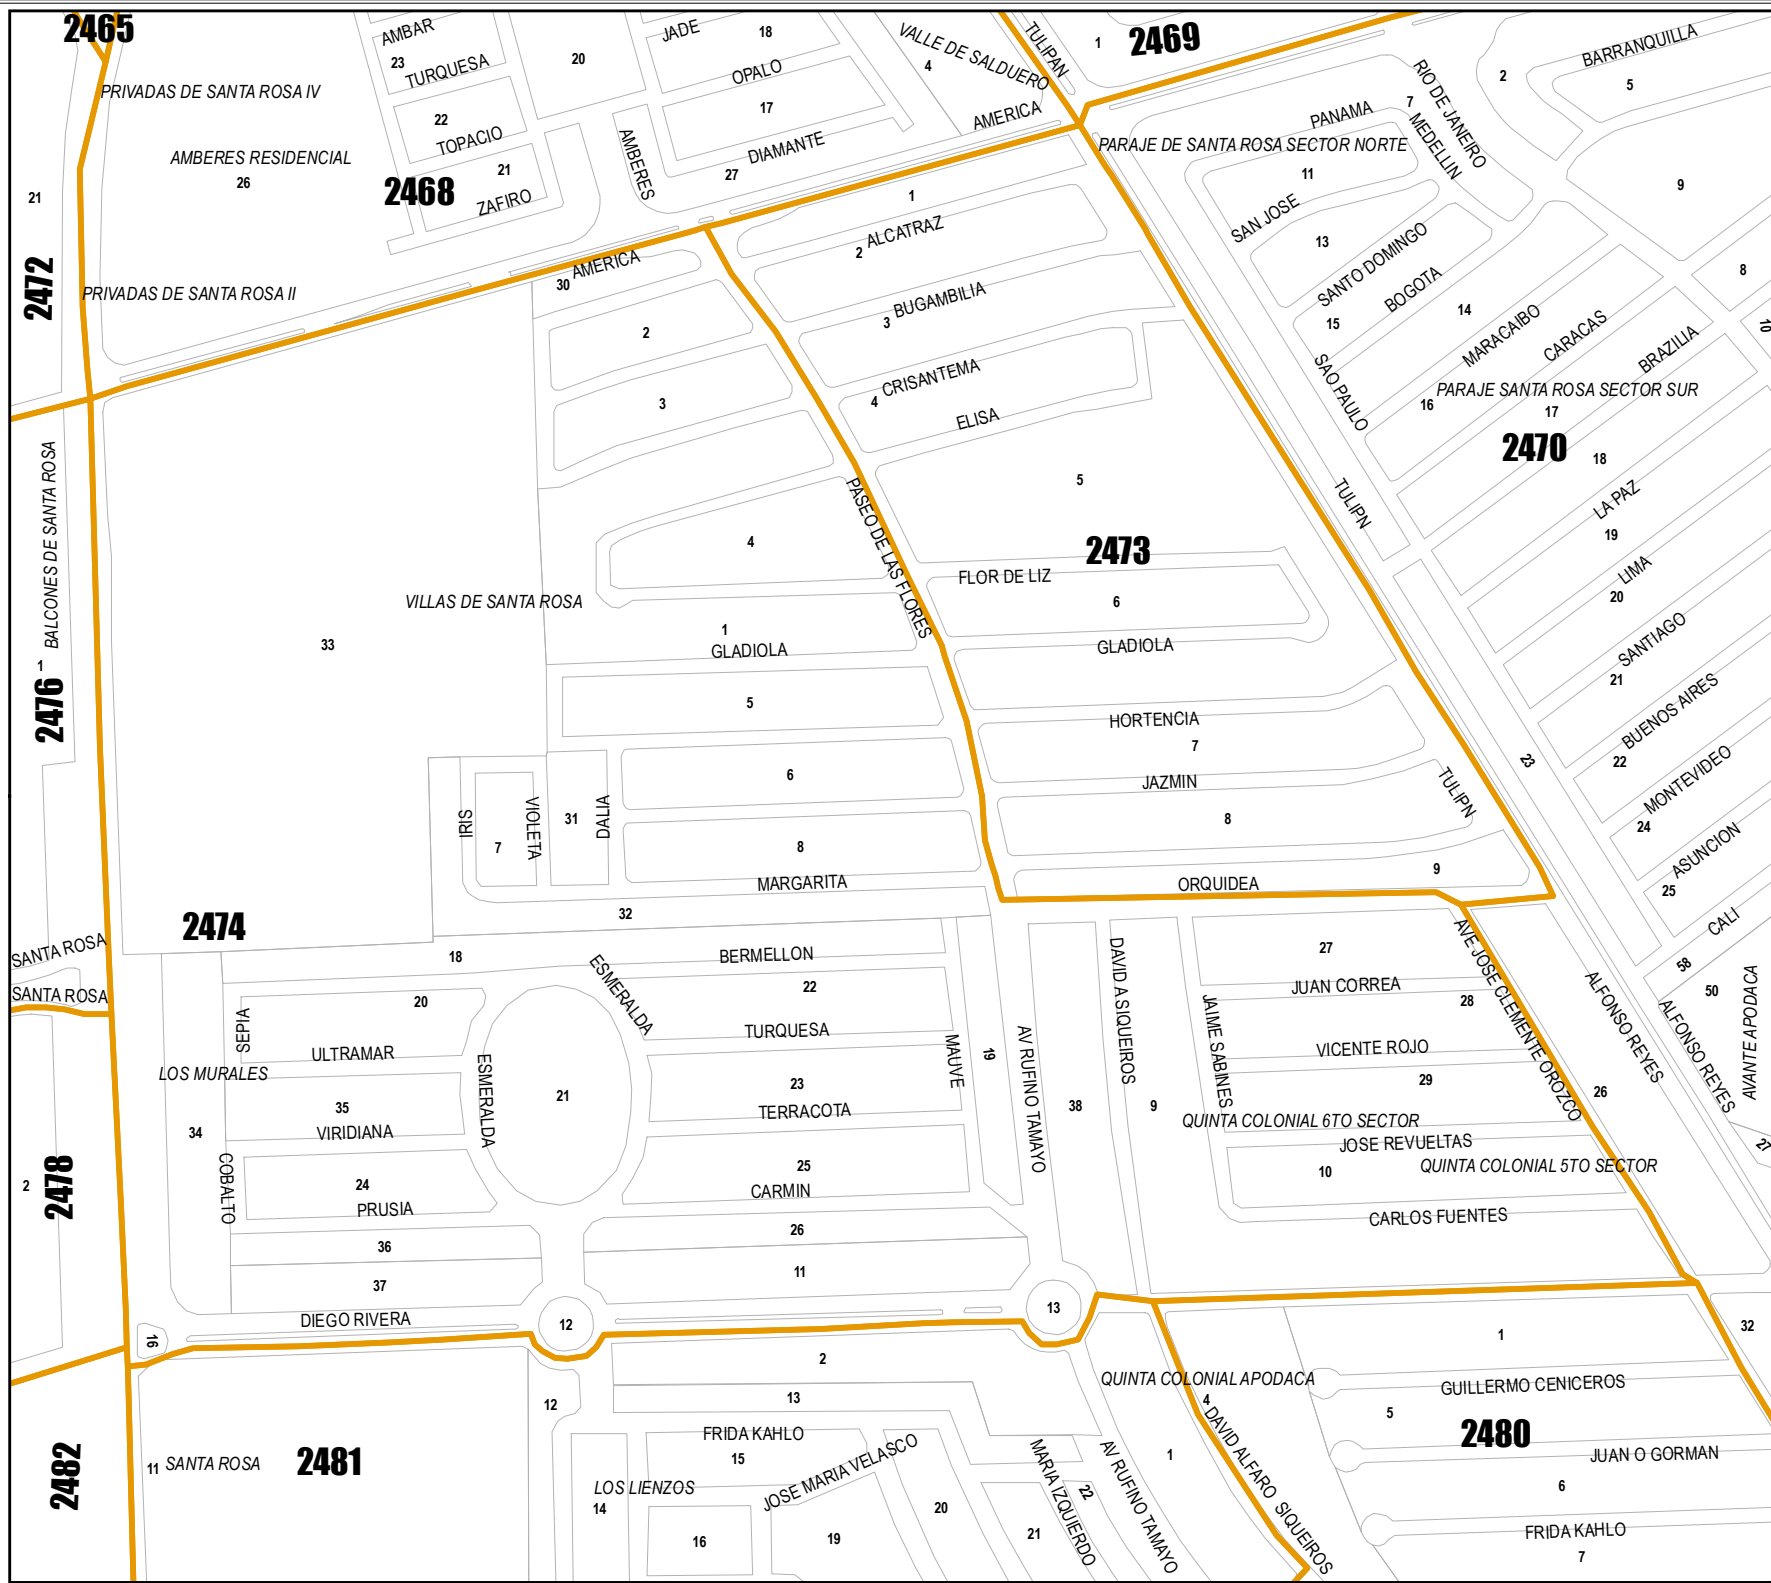 2465
AMBAR
23
TURQUESA
20
JADE
18
OPALO
VALLE DE SALDUERO
4
TULIPAN
1
2469
BARRANQUILLA
5
2
RIO DE JANEIRO
7
MEDELLIN
PANAMA
PRIVADAS DE SANTA ROSA IV
22
TOPACIO
17
DIAMANTE
AMERICA
AMBERES RESIDENCIAL
26
21
2468
21
ZAFIRO
AMBERES
27
PARAJE DE SANTA ROSA SECTOR NORTE
11
9
1
ALCATRAZ
2
SAN JOSE
13
SANTO DOMINGO
BOGOTA
8
2472
PRIVADAS DE SANTA ROSA II
AMERICA
30
BUGAMBILIA
3
15
14
MARACAIBO
CARACAS
BRAZILIA
10
2
CRISANTEMA
4
ELISA
SAO PAULO
PARAJE SANTA ROSA SECTOR SUR
16
17
3
2470
18
BALCONES DE SANTA ROSA
PASEO DE LAS FLORES
5
TULIPN
LA PAZ
19
4
2473
FLOR DE LIZ
6
LIMA
20
VILLAS DE SANTA ROSA
33
1
GLADIOLA
GLADIOLA
SANTIAGO
21
1
2476
5
HORTENCIA
7
BUENOS AIRES
22
23
6
JAZMIN
TULIPN
MONTEVIDEO
24
IRIS
VIOLETA
31
DALIA
7
8
8
ASUNCION
25
9
MARGARITA
ORQUIDEA
32
2474
CALI
58
SANTA ROSA
18
BERMELLON
27
AVE JOSE CLEMENTE OROZCO
SANTA ROSA
ESMERALDA
20
22
DAVID A SIQUEIROS
JUAN CORREA
28
ALFONSO REYES
50
AVANTE APODACA
SEPIA
TURQUESA
JAIME SABINES
ALFONSO REYES
ULTRAMAR
MAUVE
19
AV RUFINO TAMAYO
VICENTE ROJO
LOS MURALES
ESMERALDA
21
23
29
26
35
TERRACOTA
38
9
QUINTA COLONIAL 6TO SECTOR
34
VIRIDIANA
JOSE REVUELTAS
27
2
2478
COBALTO
24
25
10
QUINTA COLONIAL 5TO SECTOR
PRUSIA
CARMIN
CARLOS FUENTES
36
26
37
11
DIEGO RIVERA
12
13
16
1
32
2
QUINTA COLONIAL APODACA
GUILLERMO CENICEROS
12
13
4
5
DAVID ALFARO SIQUEIROS
FRIDA KAHLO
2480
2482
11
SANTA ROSA
2481
15
JOSE MARIA VELASCO
MARIA IZQUIERDO
AV RUFINO TAMAYO
1
JUAN O GORMAN
LOS LIENZOS
14
20
22
6
16
19
21
FRIDA KAHLO
7